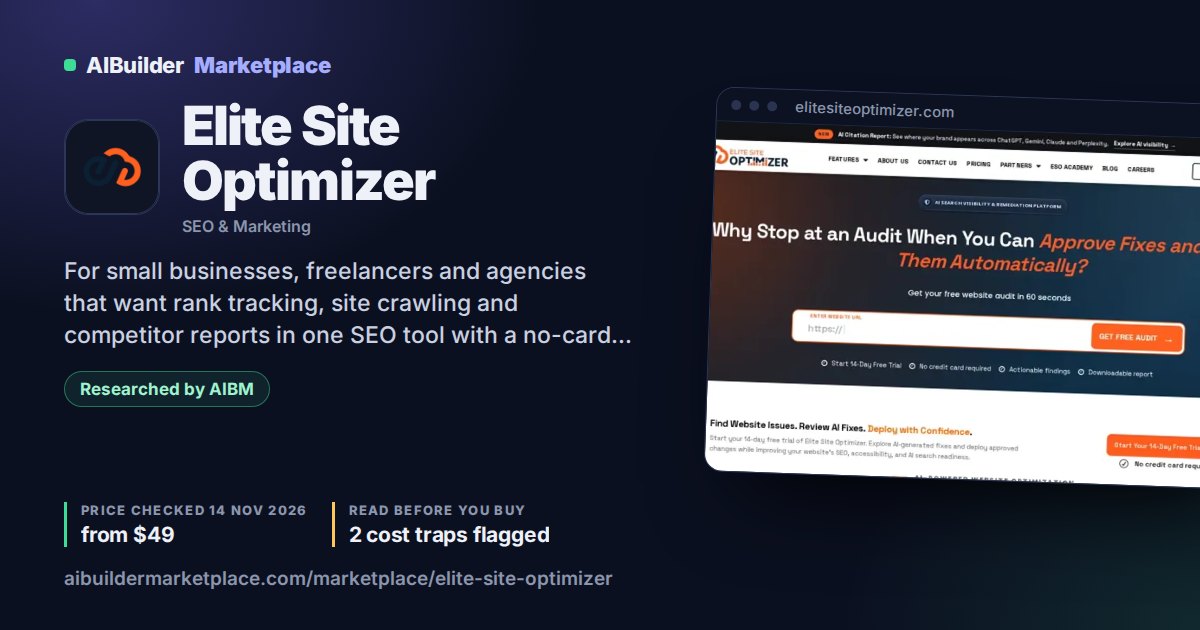 AIBuilder Marketplace
Elite Site
Optimizer
SEO & Marketing
For small businesses, freelancers and agencies
that want rank tracking, site crawling and
competitor reports in one SEO tool with a no-card...
Researched by AIBM
PRICE CHECKED 14 NOV 2026
from $49
READ BEFORE YOU BUY
2 cost traps flagged
aibuildermarketplace.com/marketplace/elite-site-optimizer
elitesiteoptimizer.com
NEW AI Citation Report: See where your brand appears across ChatGPT, Gemini, Claude and Perplexity. Explore AI visibility →
ELITE SITE
OPTIMIZER
FEATURES ABOUT US CONTACT US PRICING PARTNERS ESO ACADEMY BLOG CAREERS
AI SEARCH VISIBILITY & REMEDIATION PLATFORM
Why Stop at an Audit When You Can Approve Fixes and
Them Automatically?
Get your free website audit in 60 seconds
ENTER WEBSITE URL
https://
GET FREE AUDIT →
Start 14-Day Free Trial No credit card required Actionable findings Downloadable report
Find Website Issues. Review AI Fixes. Deploy with Confidence.
Start your 14-day free trial of Elite Site Optimizer. Explore AI-generated fixes and deploy approved
changes while improving your website's SEO, accessibility, and AI search readiness.
Start Your 14-Day Free Tria
No credit card requ